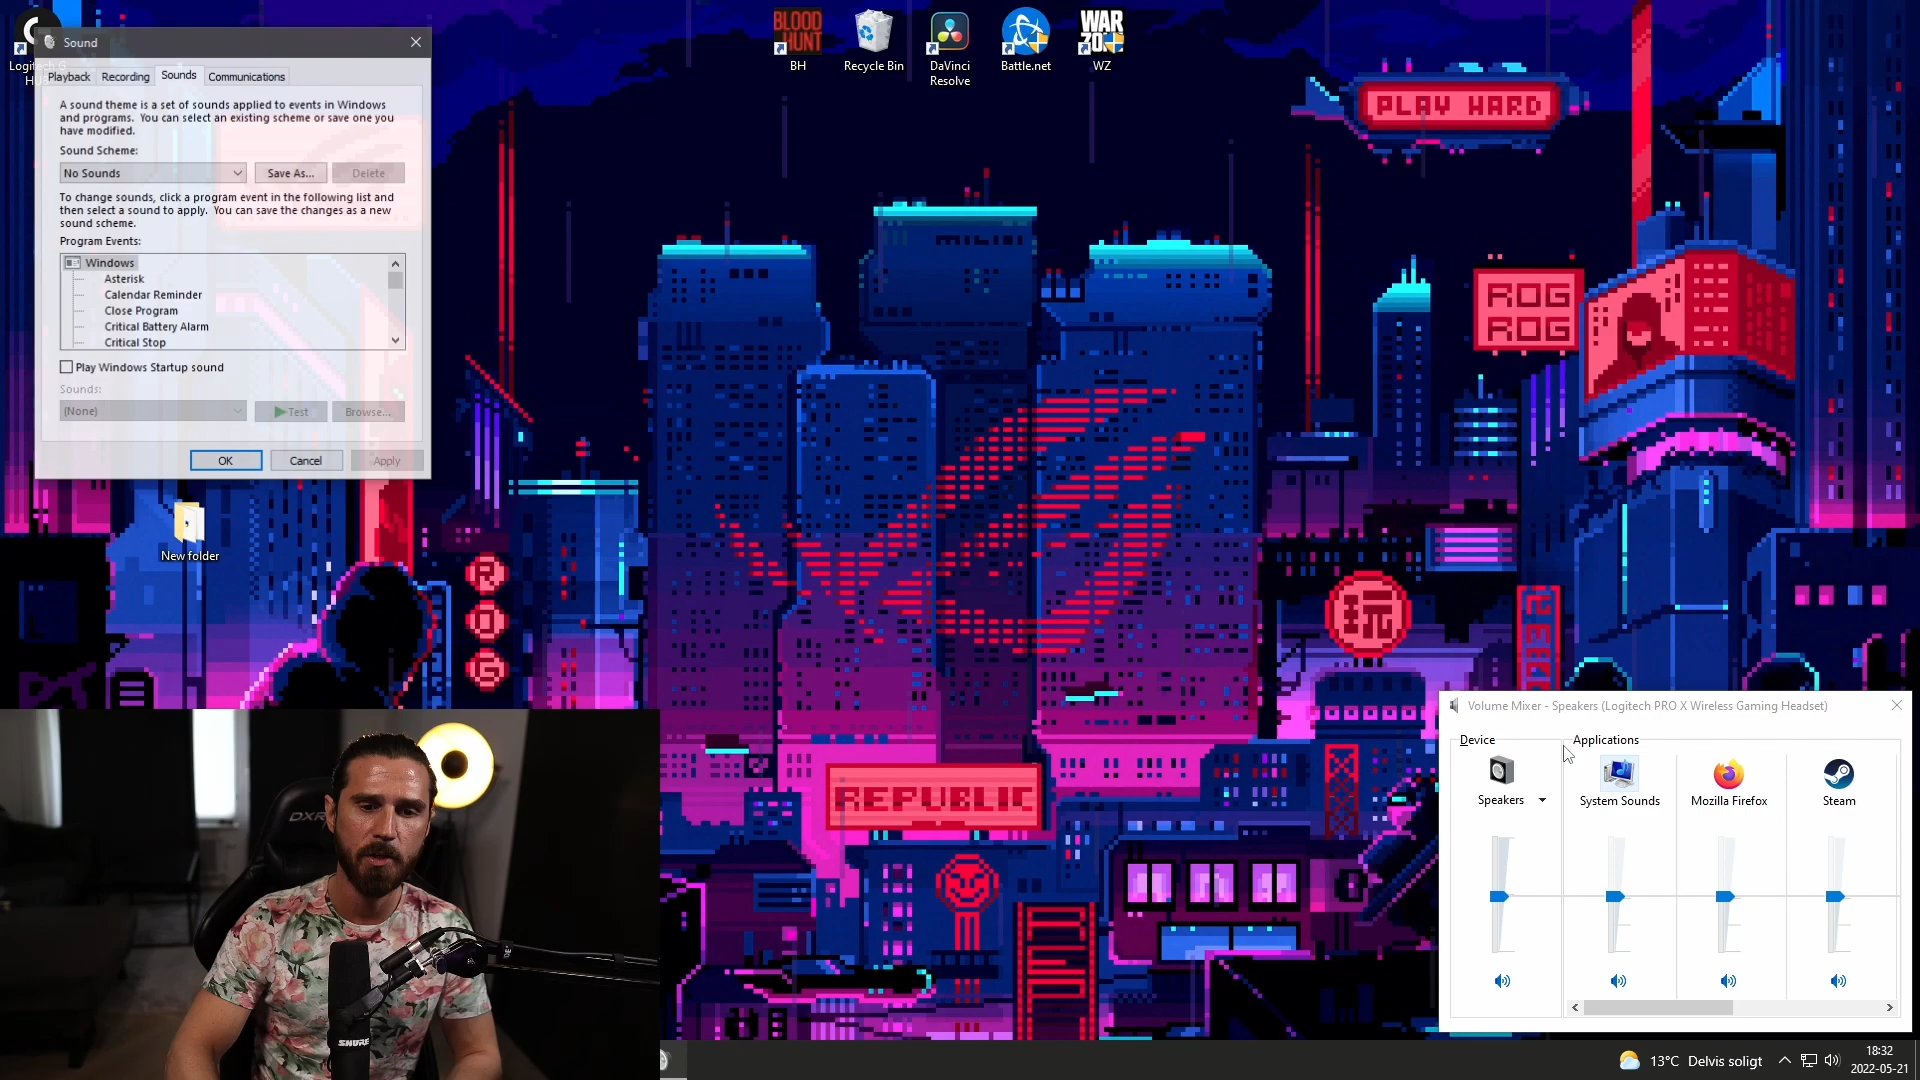 Sound
Playback
Recording
Sounds
Communications
A sound theme is a set of sounds applied to events in Windows
and programs. You can select an existing scheme or save one you
have modified.
Sound Scheme:
No Sounds
Save As...
Delete
To change sounds, click a program event in the following list and
then select a sound to apply. You can save the changes as a new
sound scheme.
Program Events:
Windows
Asterisk
Calendar Reminder
Close Program
Critical Battery Alarm
Critical Stop
Play Windows Startup sound
Sounds:
(None)
Test
Browse...
OK
Cancel
Apply
New folder
BLOOD
HUNT
BH
Recycle Bin
DaVinci
Resolve
Battle.net
WAR
ZONE
WZ
PLAY HARD
ROG
ROG
R
O
G
玩
REPUBLIC
DXR
SHURE
Volume Mixer - Speakers (Logitech PRO X Wireless Gaming Headset)
Device
Applications
Speakers
System Sounds
Mozilla Firefox
Steam
13°C Delvis soligt
18:32
2022-05-21